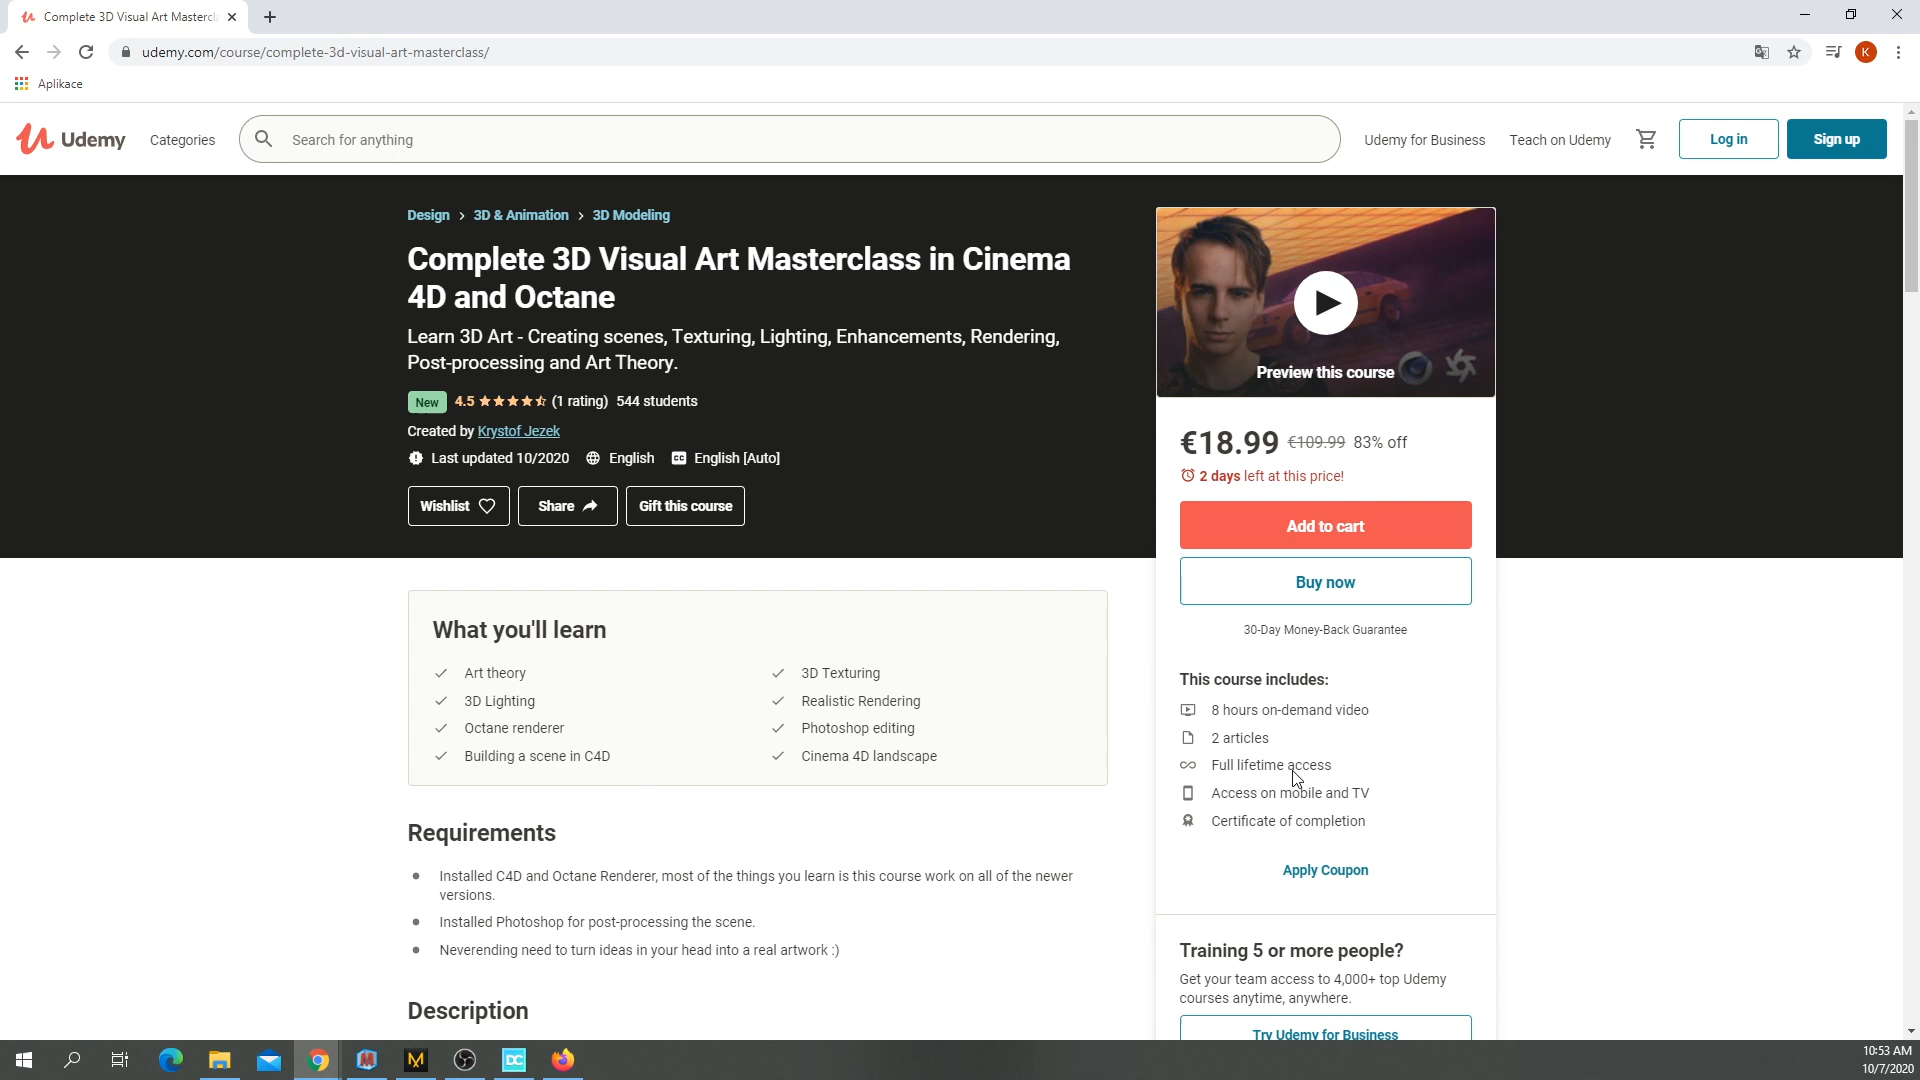 Complete 3D Visual Art Mastercl
udemy.com/course/complete-3d-visual-art-masterclass/
K
Aplikace
Udemy
Categories
Search for anything
Udemy for Business
Teach on Udemy
Log in
Sign up
Design > 3D & Animation > 3D Modeling
Complete 3D Visual Art Masterclass in Cinema
4D and Octane
Learn 3D Art - Creating scenes, Texturing, Lighting, Enhancements, Rendering,
Post-processing and Art Theory.
New 4.5 (1 rating) 544 students
Created by Krystof Jezek
Last updated 10/2020 English CC English [Auto]
Wishlist
Share
Gift this course
Preview this course
€18.99 €109.99 83% off
2 days left at this price!
Add to cart
Buy now
30-Day Money-Back Guarantee
This course includes:
8 hours on-demand video
2 articles
Full lifetime access
Access on mobile and TV
Certificate of completion
Apply Coupon
Training 5 or more people?
Get your team access to 4,000+ top Udemy
courses anytime, anywhere.
Try Udemy for Business
What you'll learn
Art theory
3D Texturing
3D Lighting
Realistic Rendering
Octane renderer
Photoshop editing
Building a scene in C4D
Cinema 4D landscape
Requirements
Installed C4D and Octane Renderer, most of the things you learn is this course work on all of the newer
versions.
Installed Photoshop for post-processing the scene.
Neverending need to turn ideas in your head into a real artwork :)
Description
DC
10:53 AM
10/7/2020